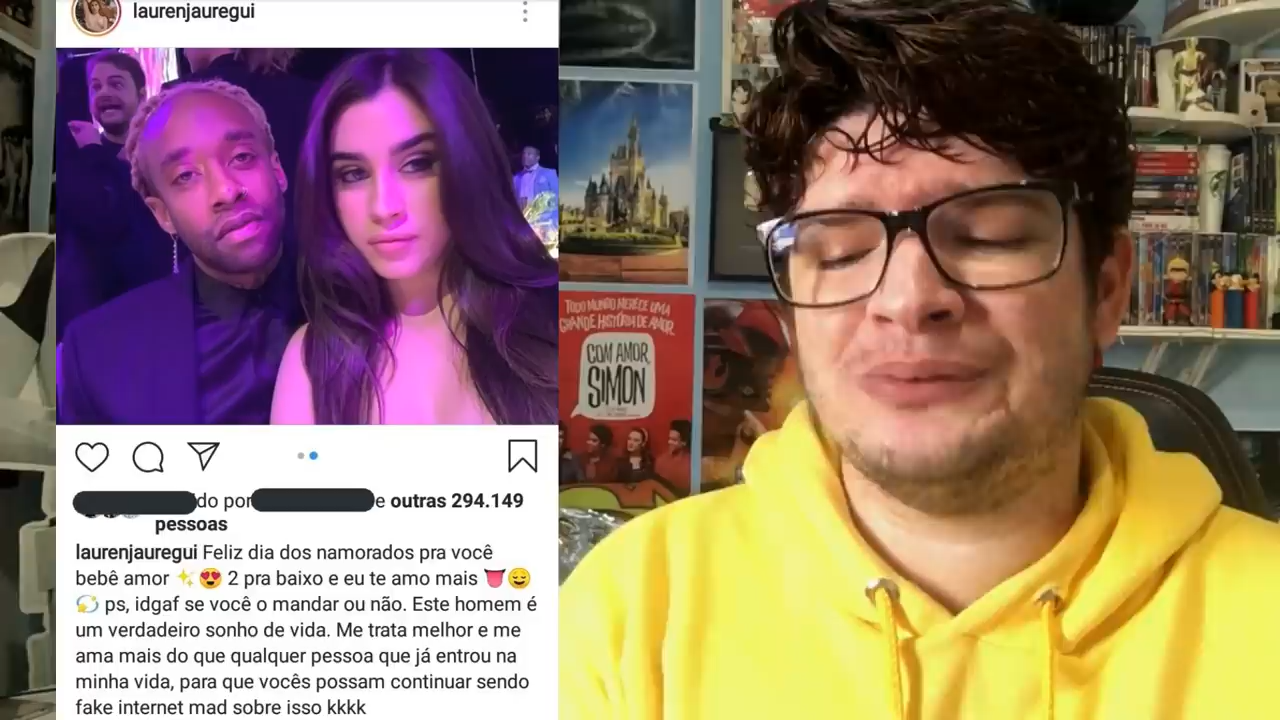 laurenjauregui
TODO MUNDO MERECE UMA
GRANDE HISTÓRIA DE AMOR.
COM AMOR,
SIMON
do por e outras 294.149
pessoas
laurenjauregui Feliz dia dos namorados pra você
bebê amor ✨😍 2 pra baixo e eu te amo mais 👅😌
💫 ps, idgaf se você o mandar ou não. Este homem é
um verdadeiro sonho de vida. Me trata melhor e me
ama mais do que qualquer pessoa que já entrou na
minha vida, para que vocês possam continuar sendo
fake internet mad sobre isso kkkk